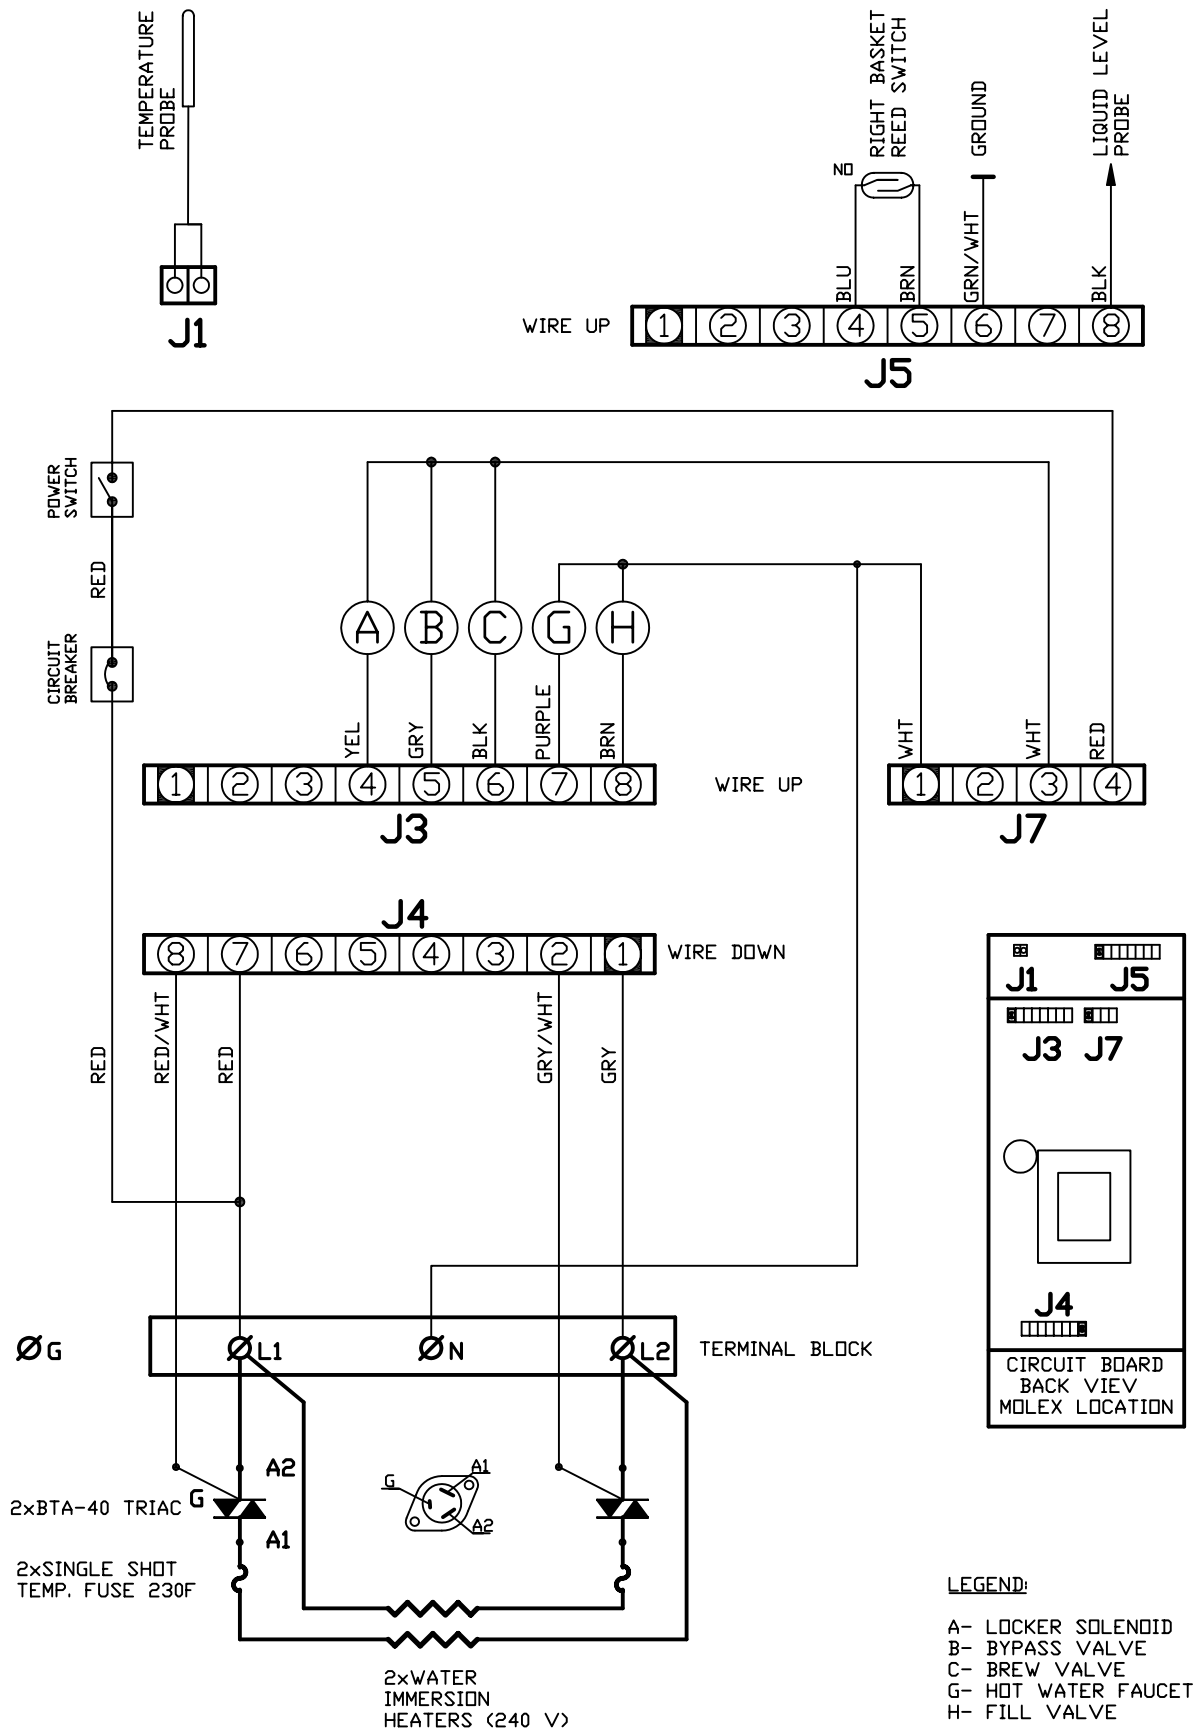 TEMPERATURE
PROBE
J1
NO
RIGHT BASKET
REED SWITCH
GROUND
LIQUID LEVEL
PROBE
BLU
BRN
GRN/WHT
BLK
WIRE UP
1 2 3 4 5 6 7 8
J5
POWER
SWITCH
RED
CIRCUIT
BREAKER
A B C G H
YEL
GRY
BLK
PURPLE
BRN
WHT
WHT
RED
1 2 3 4 5 6 7 8
WIRE UP
1 2 3 4
J3
J7
J4
8 7 6 5 4 3 2 1
WIRE DOWN
RED
RED/WHT
RED
GRY/WHT
GRY
J1
J5
J3
J7
J4
CIRCUIT BOARD
BACK VIEW
MOLEX LOCATION
G
L1
N
L2
TERMINAL BLOCK
A2
G
A1
2xBTA-40 TRIAC
G
A1
A2
2xSINGLE SHOT
TEMP. FUSE 230F
2xWATER
IMMERSION
HEATERS (240 V)
LEGEND:
A- LOCKER SOLENOID
B- BYPASS VALVE
C- BREW VALVE
G- HOT WATER FAUCET
H- FILL VALVE